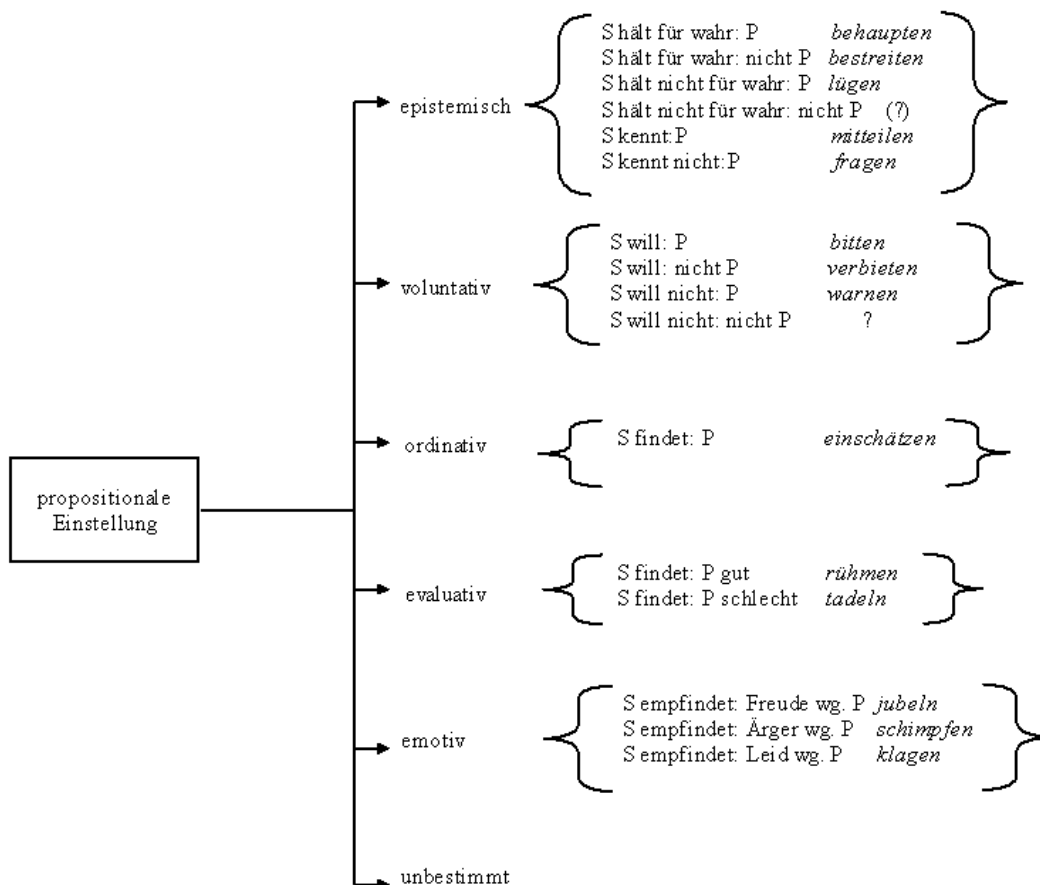 S hält für wahr: P behaupten
S hält für wahr: nicht P bestreiten
S hält nicht für wahr: P lügen
epistemisch
S hält nicht für wahr: nicht P (?)
S kennt: P mitteilen
S kennt nicht: P fragen
S will: P bitten
S will: nicht P verbieten
voluntativ
S will nicht: P warnen
S will nicht: nicht P ?
ordinativ
S findet: P einschätzen
propositionale
Einstellung
evaluativ
S findet: P gut rühmen
S findet: P schlecht tadeln
emotiv
S empfindet: Freude wg. P jubeln
S empfindet: Ärger wg. P schimpfen
S empfindet: Leid wg. P klagen
unbestimmt